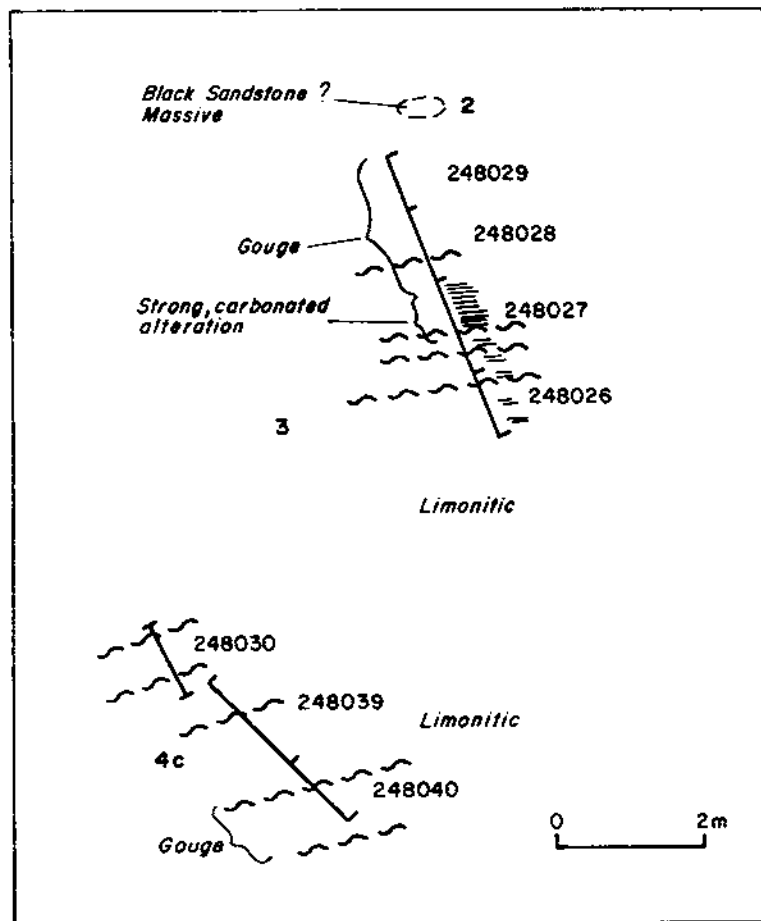 Black Sandstone ?
Massive
2
248029
248028
Gouge
Strong, carbonated
alteration
248027
248026
3
Limonitic
248030
248039
Limonitic
4c
248040
Gouge
0 2m